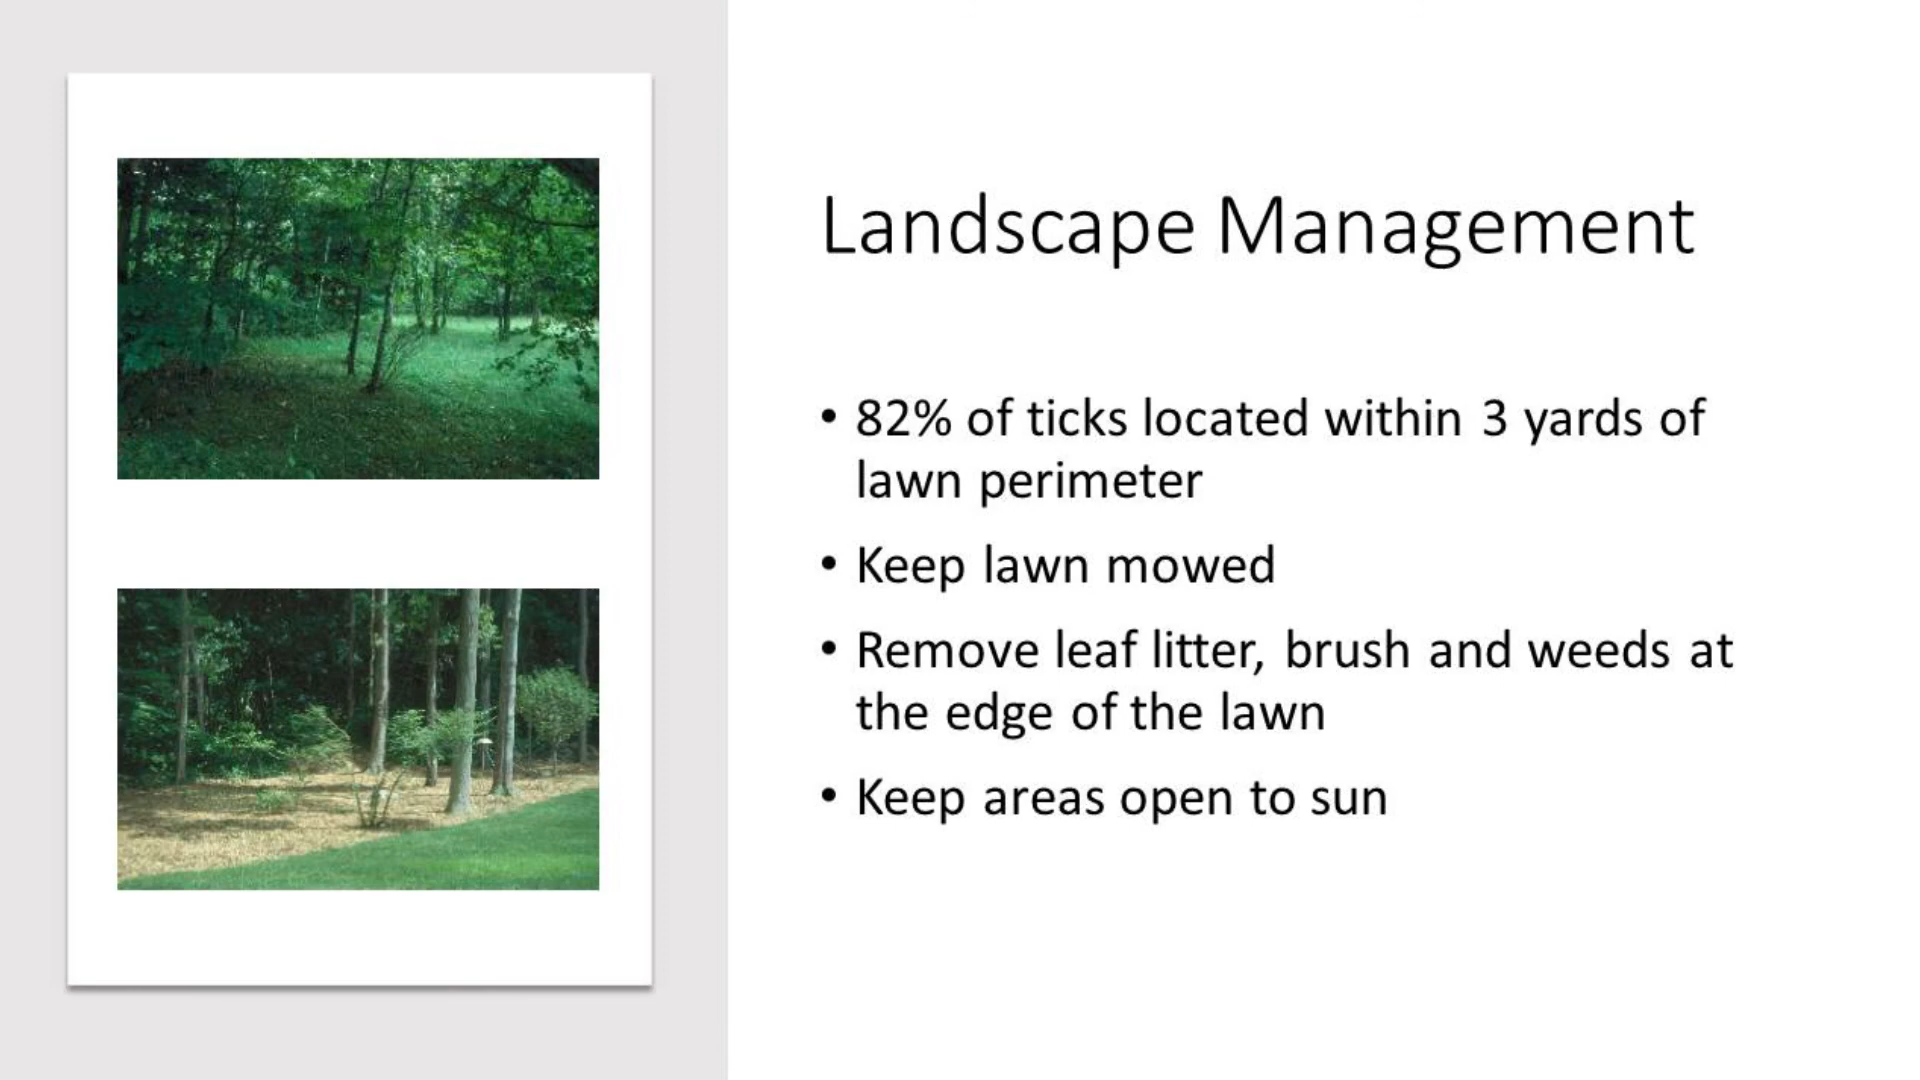 Landscape Management
• 82% of ticks located within 3 yards of
lawn perimeter
• Keep lawn mowed
• Remove leaf litter, brush and weeds at
the edge of the lawn
• Keep areas open to sun